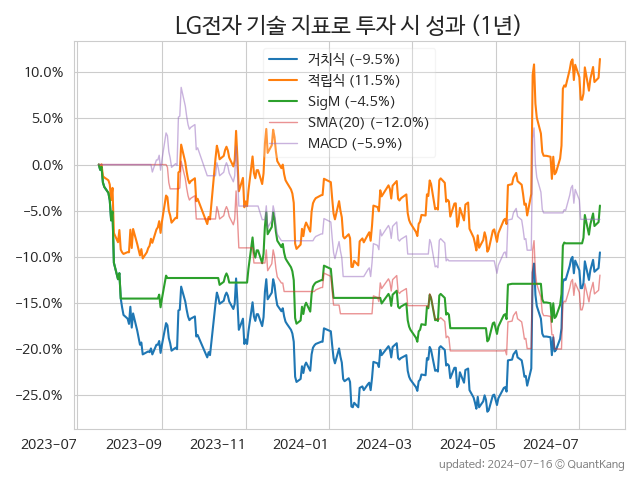 LG전자 기술 지표로 투자 시 성과 (1년)
거치식 (−9.5%)
적립식 (11.5%)
SigM (−4.5%)
SMA(20) (−12.0%)
MACD (−5.9%)
10.0%
5.0%
0.0%
−5.0%
−10.0%
−15.0%
−20.0%
−25.0%
2023-07 2023-09 2023-11 2024-01 2024-03 2024-05 2024-07
updated: 2024-07-16 © QuantKang